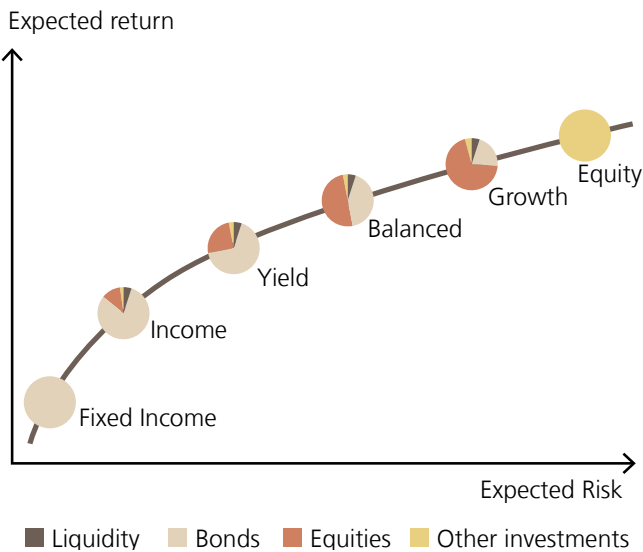 Expected return
Equity
Growth
Balanced
Yield
Income
Fixed Income
Expected Risk
Liquidity Bonds Equities Other investments